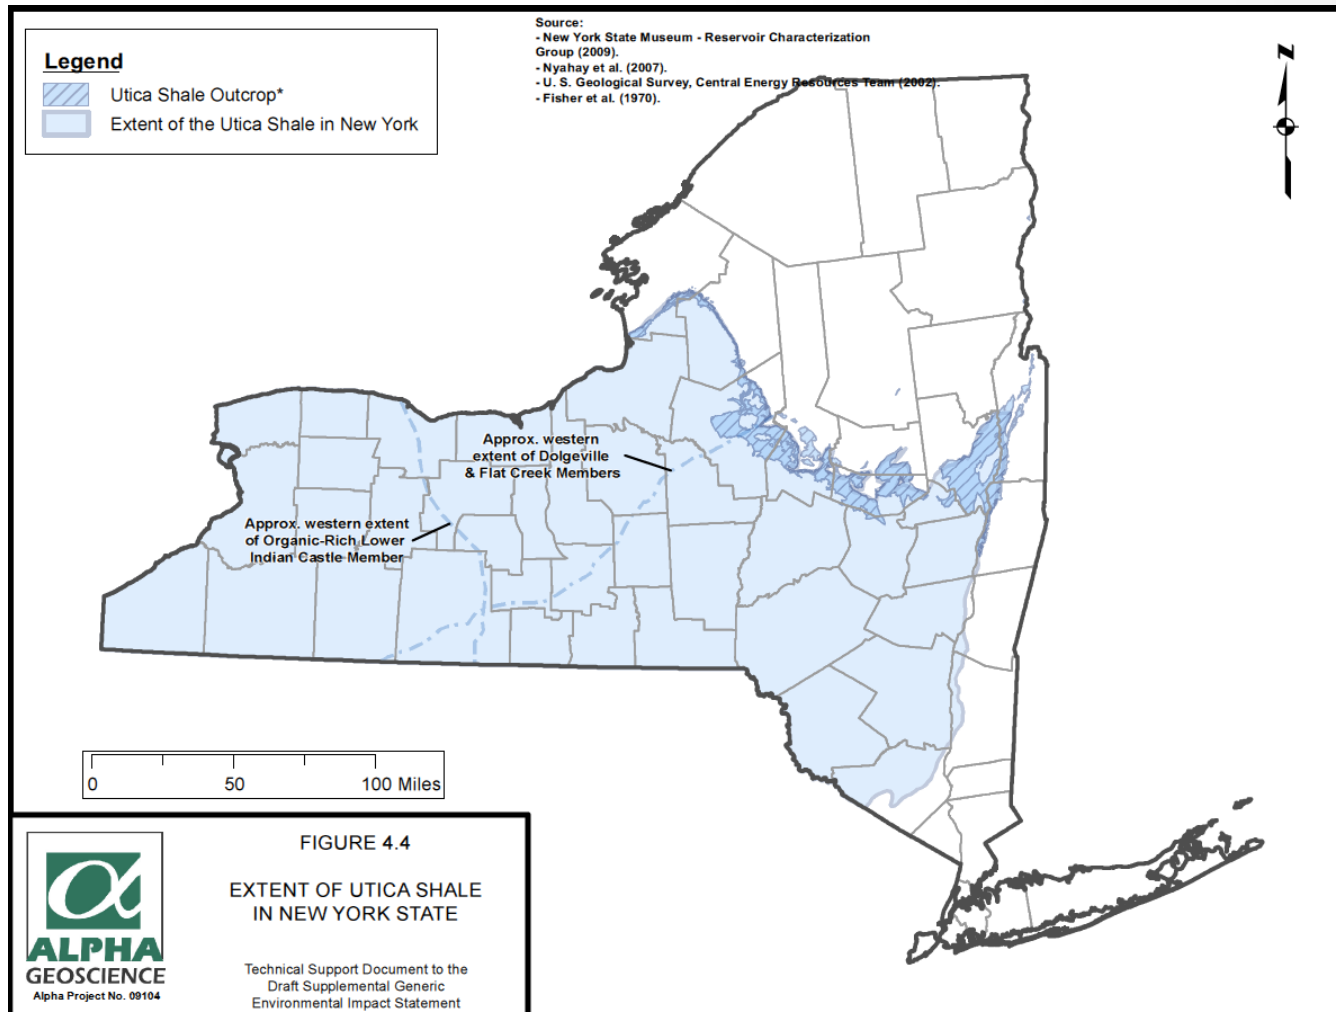 Source:
- New York State Museum - Reservoir Characterization
Group (2009).
- Nyahay et al. (2007).
- U. S. Geological Survey, Central Energy Resources Team (2002).
- Fisher et al. (1970).
Legend
Utica Shale Outcrop*
Extent of the Utica Shale in New York
N
Approx. western
extent of Dolgeville
& Flat Creek Members
Approx. western extent
of Organic-Rich Lower
Indian Castle Member
0 50 100 Miles
FIGURE 4.4
EXTENT OF UTICA SHALE
IN NEW YORK STATE
Technical Support Document to the
Draft Supplemental Generic
Environmental Impact Statement
α
ALPHA
GEOSCIENCE
Alpha Project No. 09104